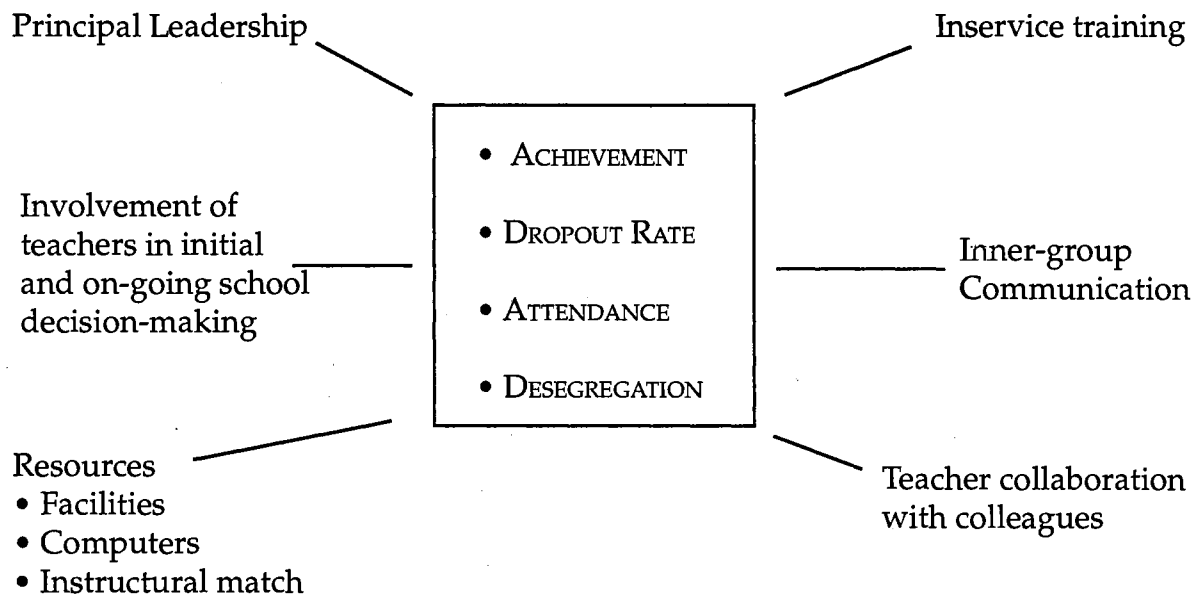 Principal Leadership
Inservice training
• ACHIEVEMENT
• DROPOUT RATE
• ATTENDANCE
• DESEGREGATION
Involvement of
teachers in initial
and on-going school
decision-making
Inner-group
Communication
Resources
• Facilities
• Computers
• Instructural match
Teacher collaboration
with colleagues